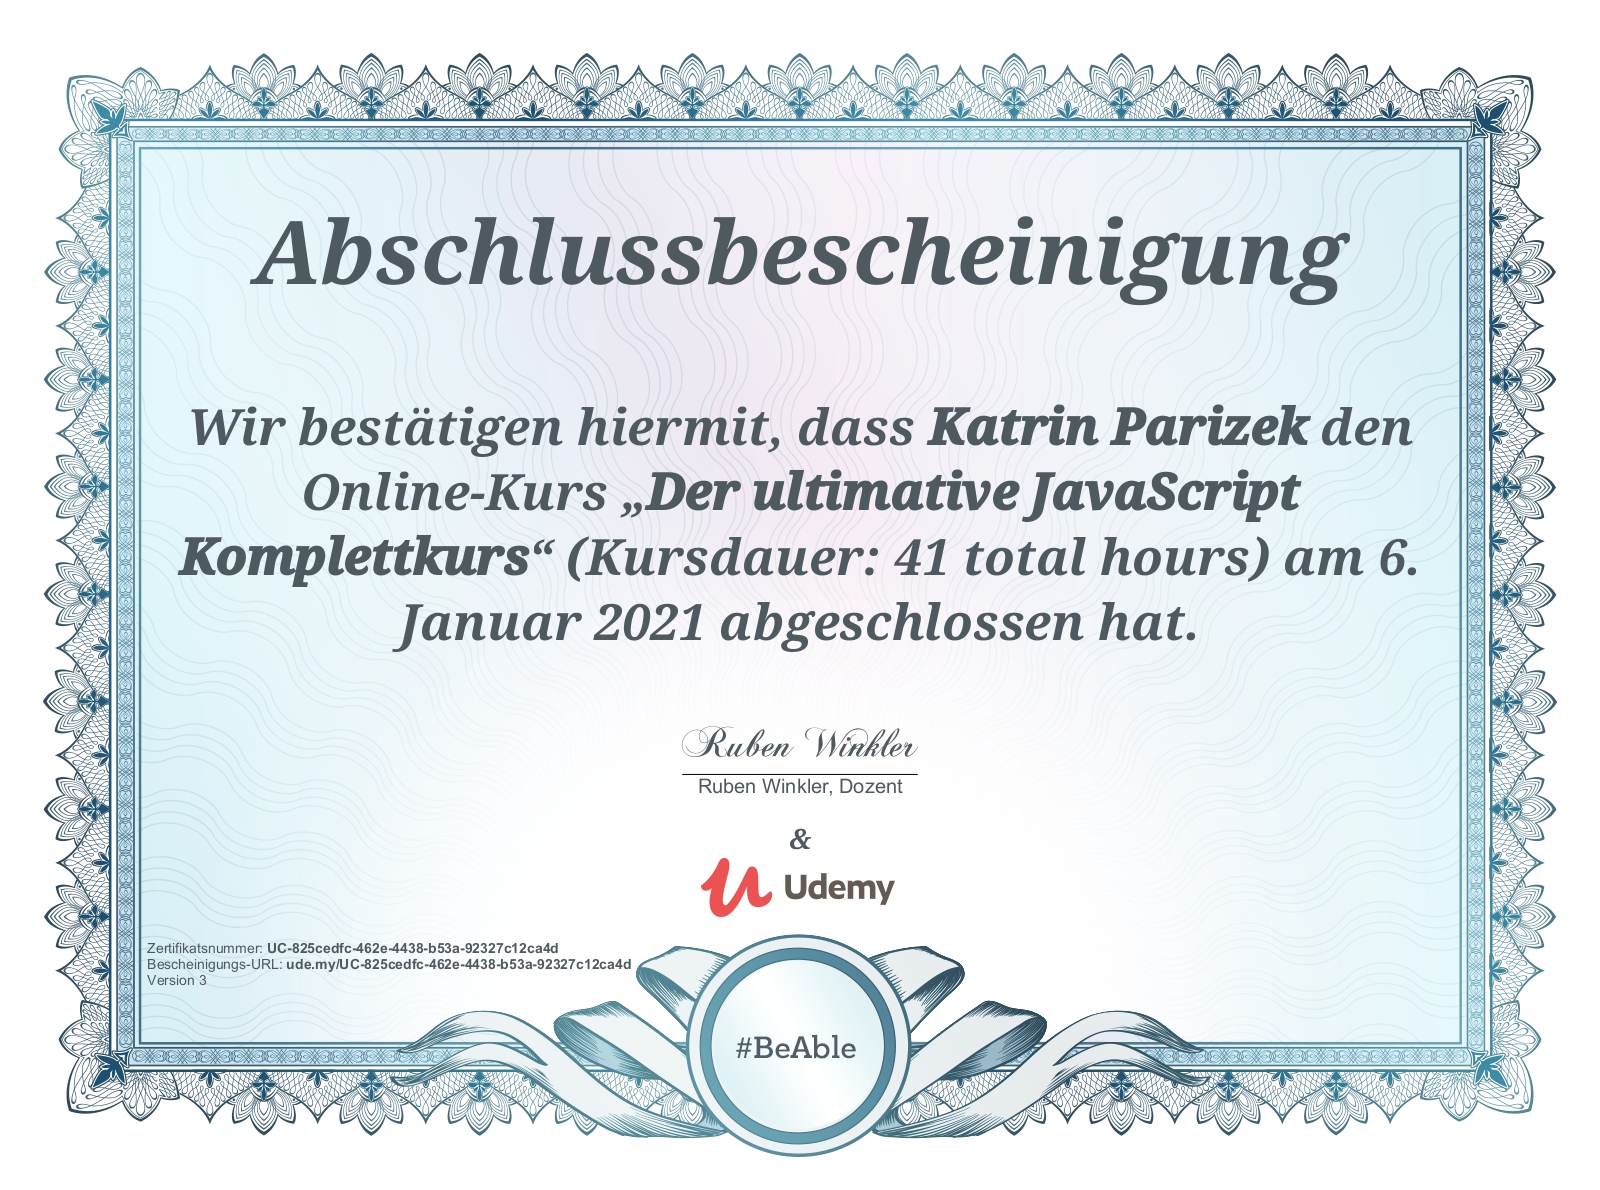 Abschlussbescheinigung
Wir bestätigen hiermit, dass Katrin Parizek den
Online-Kurs „Der ultimative JavaScript
Komplettkurs“ (Kursdauer: 41 total hours) am 6.
Januar 2021 abgeschlossen hat.
Ruben Winkler
Ruben Winkler, Dozent
&
Udemy
Zertifikatsnummer: UC-825cedfc-462e-4438-b53a-92327c12ca4d
Bescheinigungs-URL: ude.my/UC-825cedfc-462e-4438-b53a-92327c12ca4d
Version 3
#BeAble